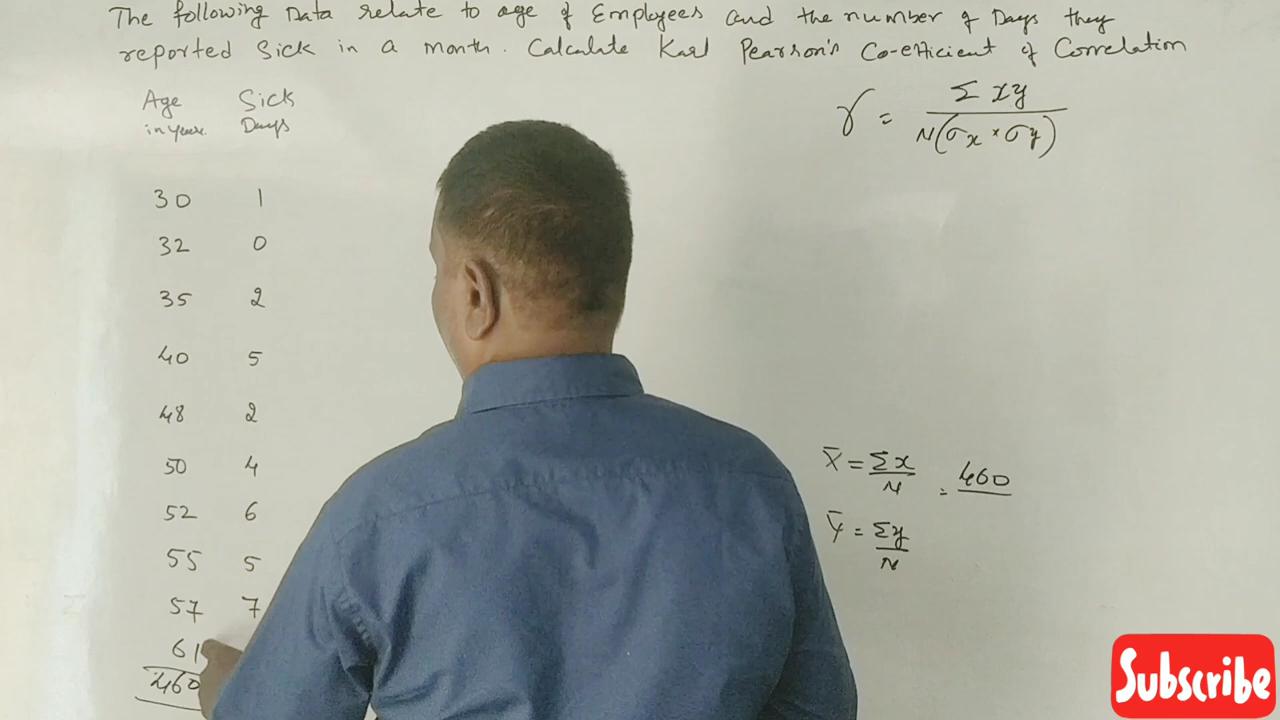 The following Data relate to age of Employees and the number of Days they
reported Sick in a month. Calculate Karl Pearson's Co-efficient of Correlation
Age Sick
in year. Days
r = Σxy / N(σx × σy)
30 1
32 0
35 2
40 5
48 2
50 4
52 6
55 5
57 7
61
460
X̄ = Σx / N = 460
Ȳ = Σy / N
Subscribe